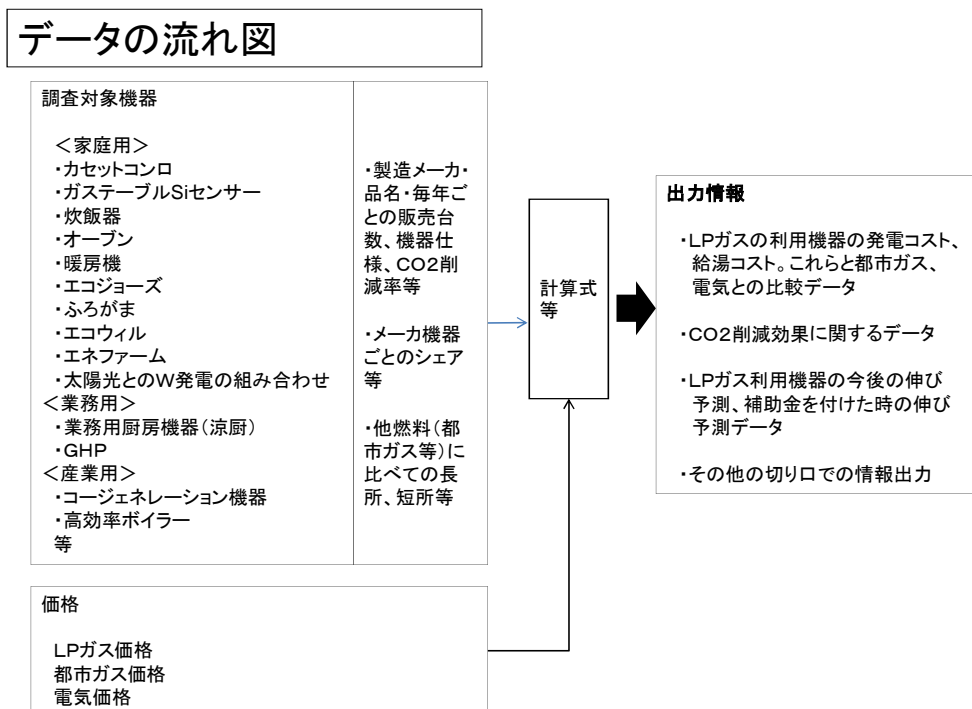 データの流れ図
調査対象機器
＜家庭用＞
・カセットコンロ
・ガステーブルSiセンサー
・炊飯器
・オーブン
・暖房機
・エコジョーズ
・ふろがま
・エコウィル
・エネファーム
・太陽光とのW発電の組み合わせ
＜業務用＞
・業務用厨房機器（涼厨）
・GHP
＜産業用＞
・コージェネレーション機器
・高効率ボイラー
等
・製造メーカ・
品名・毎年ご
との販売台
数、機器仕
様、CO2削
減率等
・メーカ機器
ごとのシェア
等
・他燃料（都
市ガス等）に
比べての長
所、短所等
計算式
等
出力情報
・LPガスの利用機器の発電コスト、
給湯コスト。これらと都市ガス、
電気との比較データ
・CO2削減効果に関するデータ
・LPガス利用機器の今後の伸び
予測、補助金を付けた時の伸び
予測データ
・その他の切り口での情報出力
価格
LPガス価格
都市ガス価格
電気価格